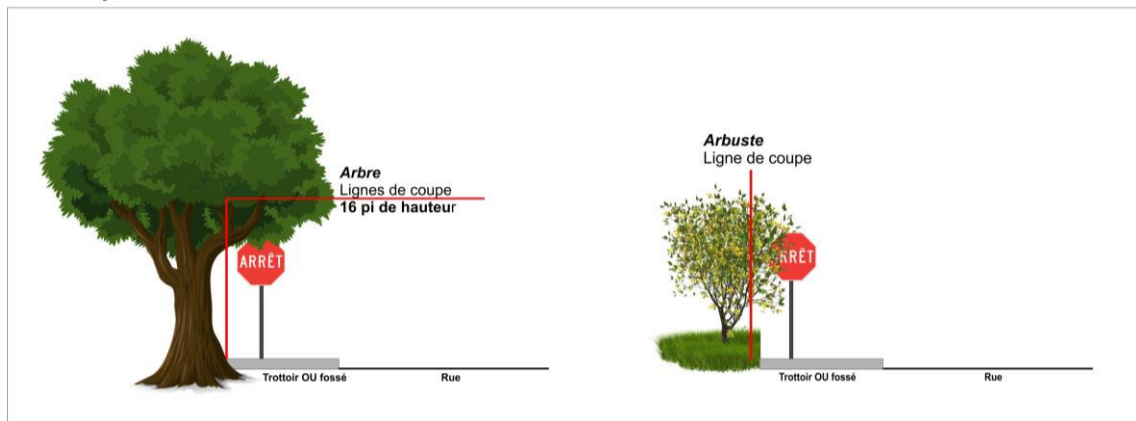 Arbre
Lignes de coupe
16 pi de hauteur
ARRÊT
Trottoir OU fossé
Rue
Arbuste
Ligne de coupe
RRÊT
Trottoir OU fossé
Rue